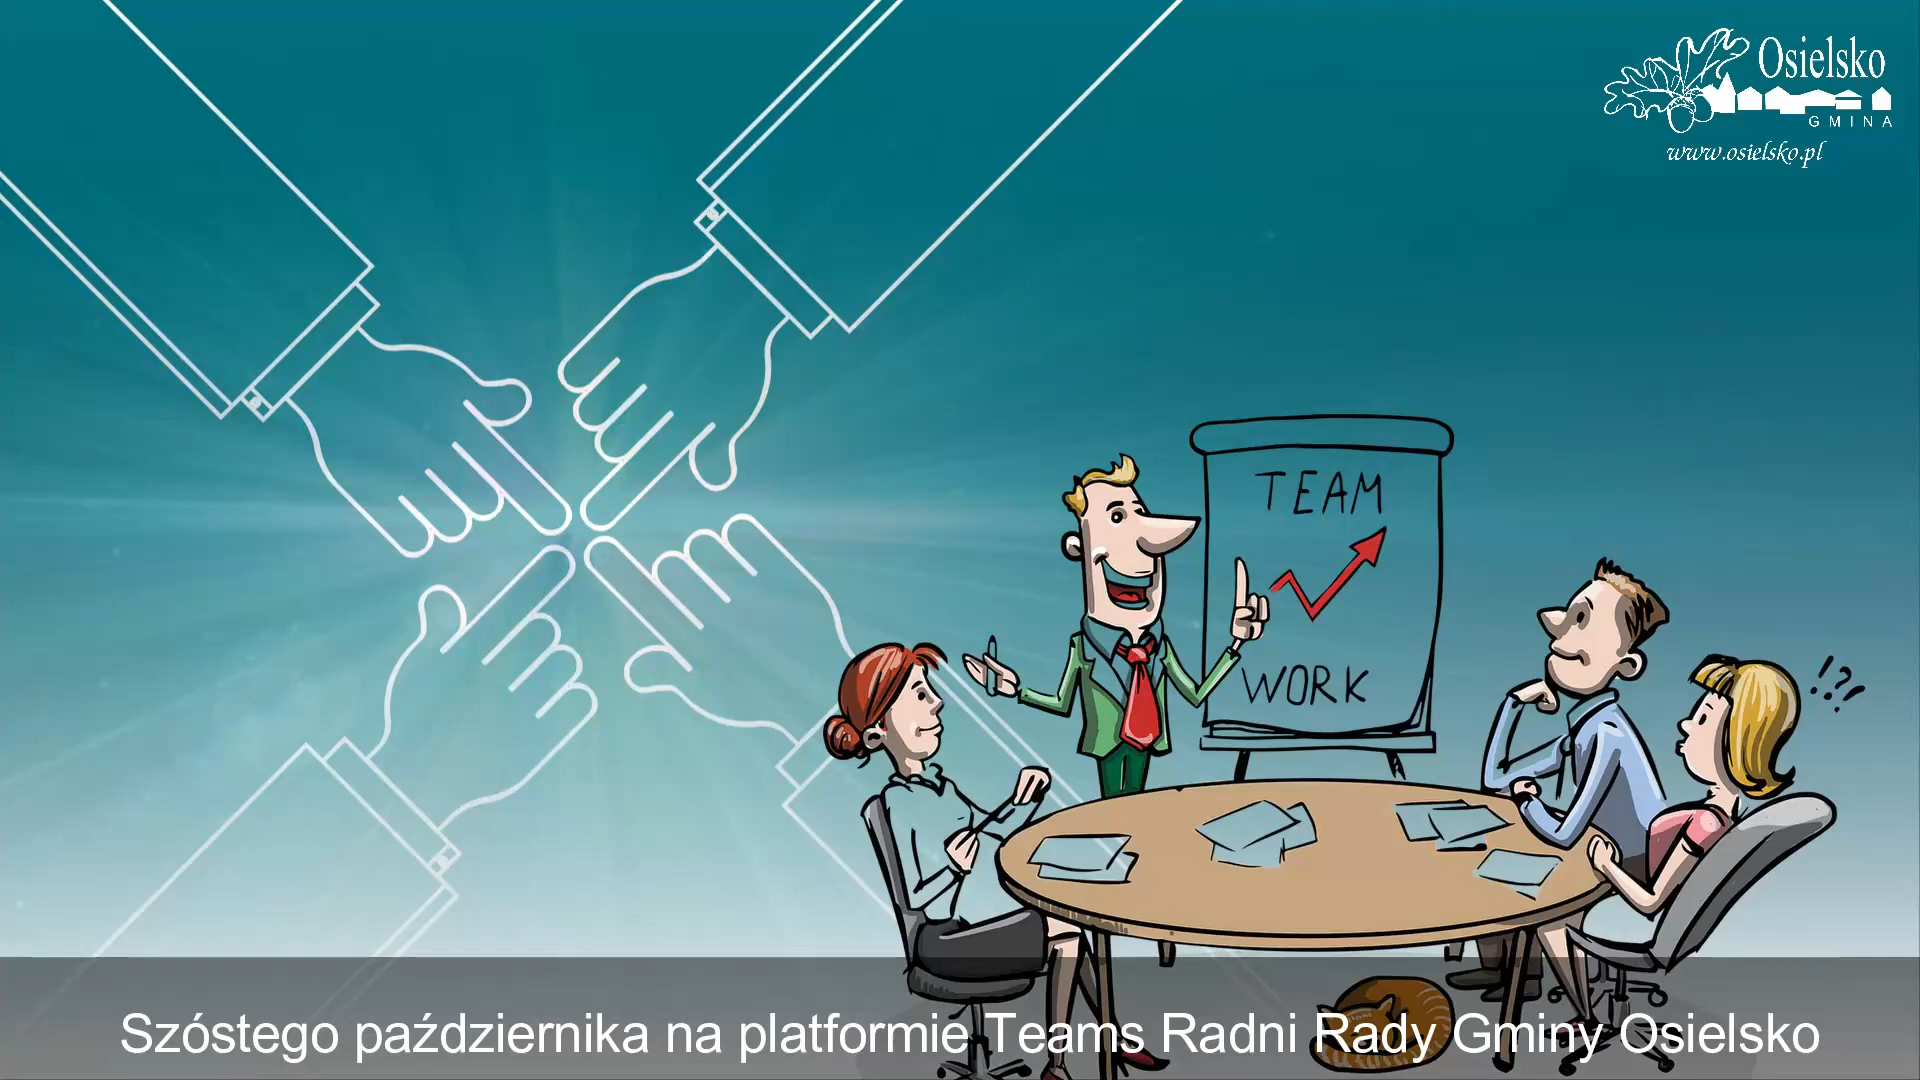 Osielsko
GMINA
www.osielsko.pl
TEAM
WORK
!?!
Szóstego października na platformie Teams Radni Rady Gminy Osielsko